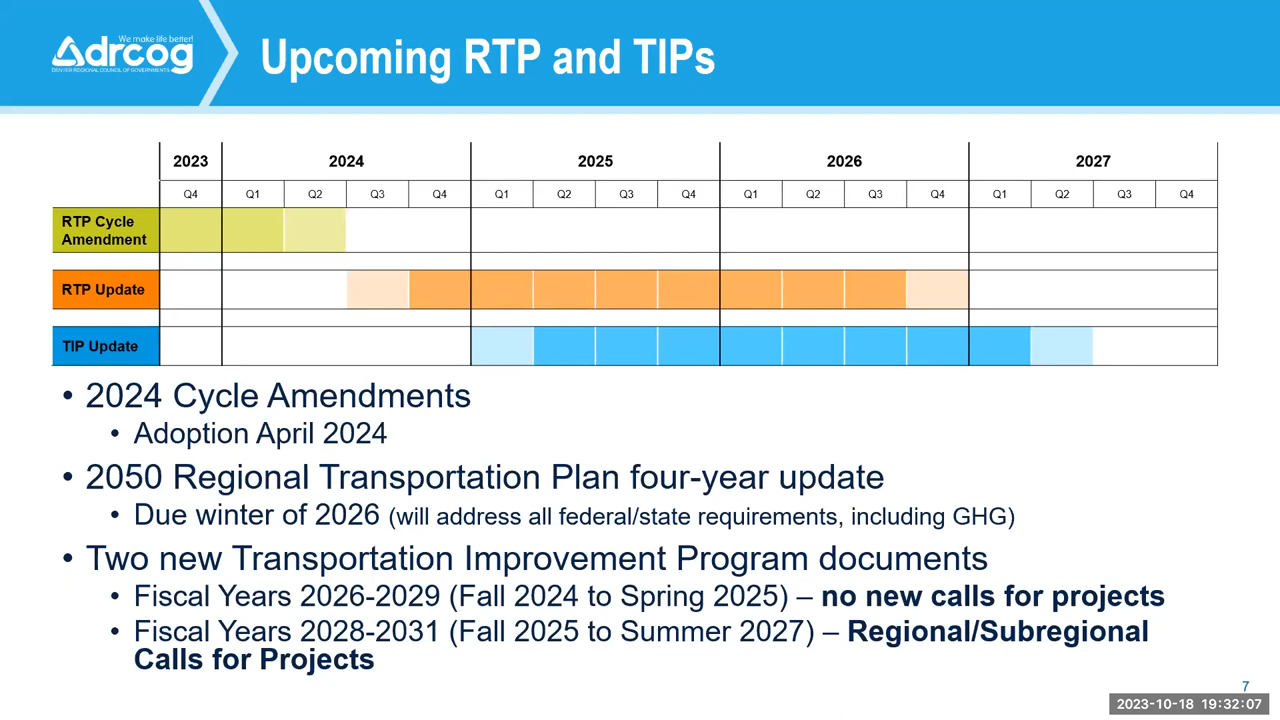 We make life better!
drcog
DENVER REGIONAL COUNCIL OF GOVERNMENTS
Upcoming RTP and TIPs
2023 2024 2025 2026 2027
Q4 Q1 Q2 Q3 Q4 Q1 Q2 Q3 Q4 Q1 Q2 Q3 Q4 Q1 Q2 Q3 Q4
RTP Cycle
Amendment
RTP Update
TIP Update
• 2024 Cycle Amendments
• Adoption April 2024
• 2050 Regional Transportation Plan four-year update
• Due winter of 2026 (will address all federal/state requirements, including GHG)
• Two new Transportation Improvement Program documents
• Fiscal Years 2026-2029 (Fall 2024 to Spring 2025) – no new calls for projects
• Fiscal Years 2028-2031 (Fall 2025 to Summer 2027) – Regional/Subregional
Calls for Projects
7
2023-10-18 19:32:07